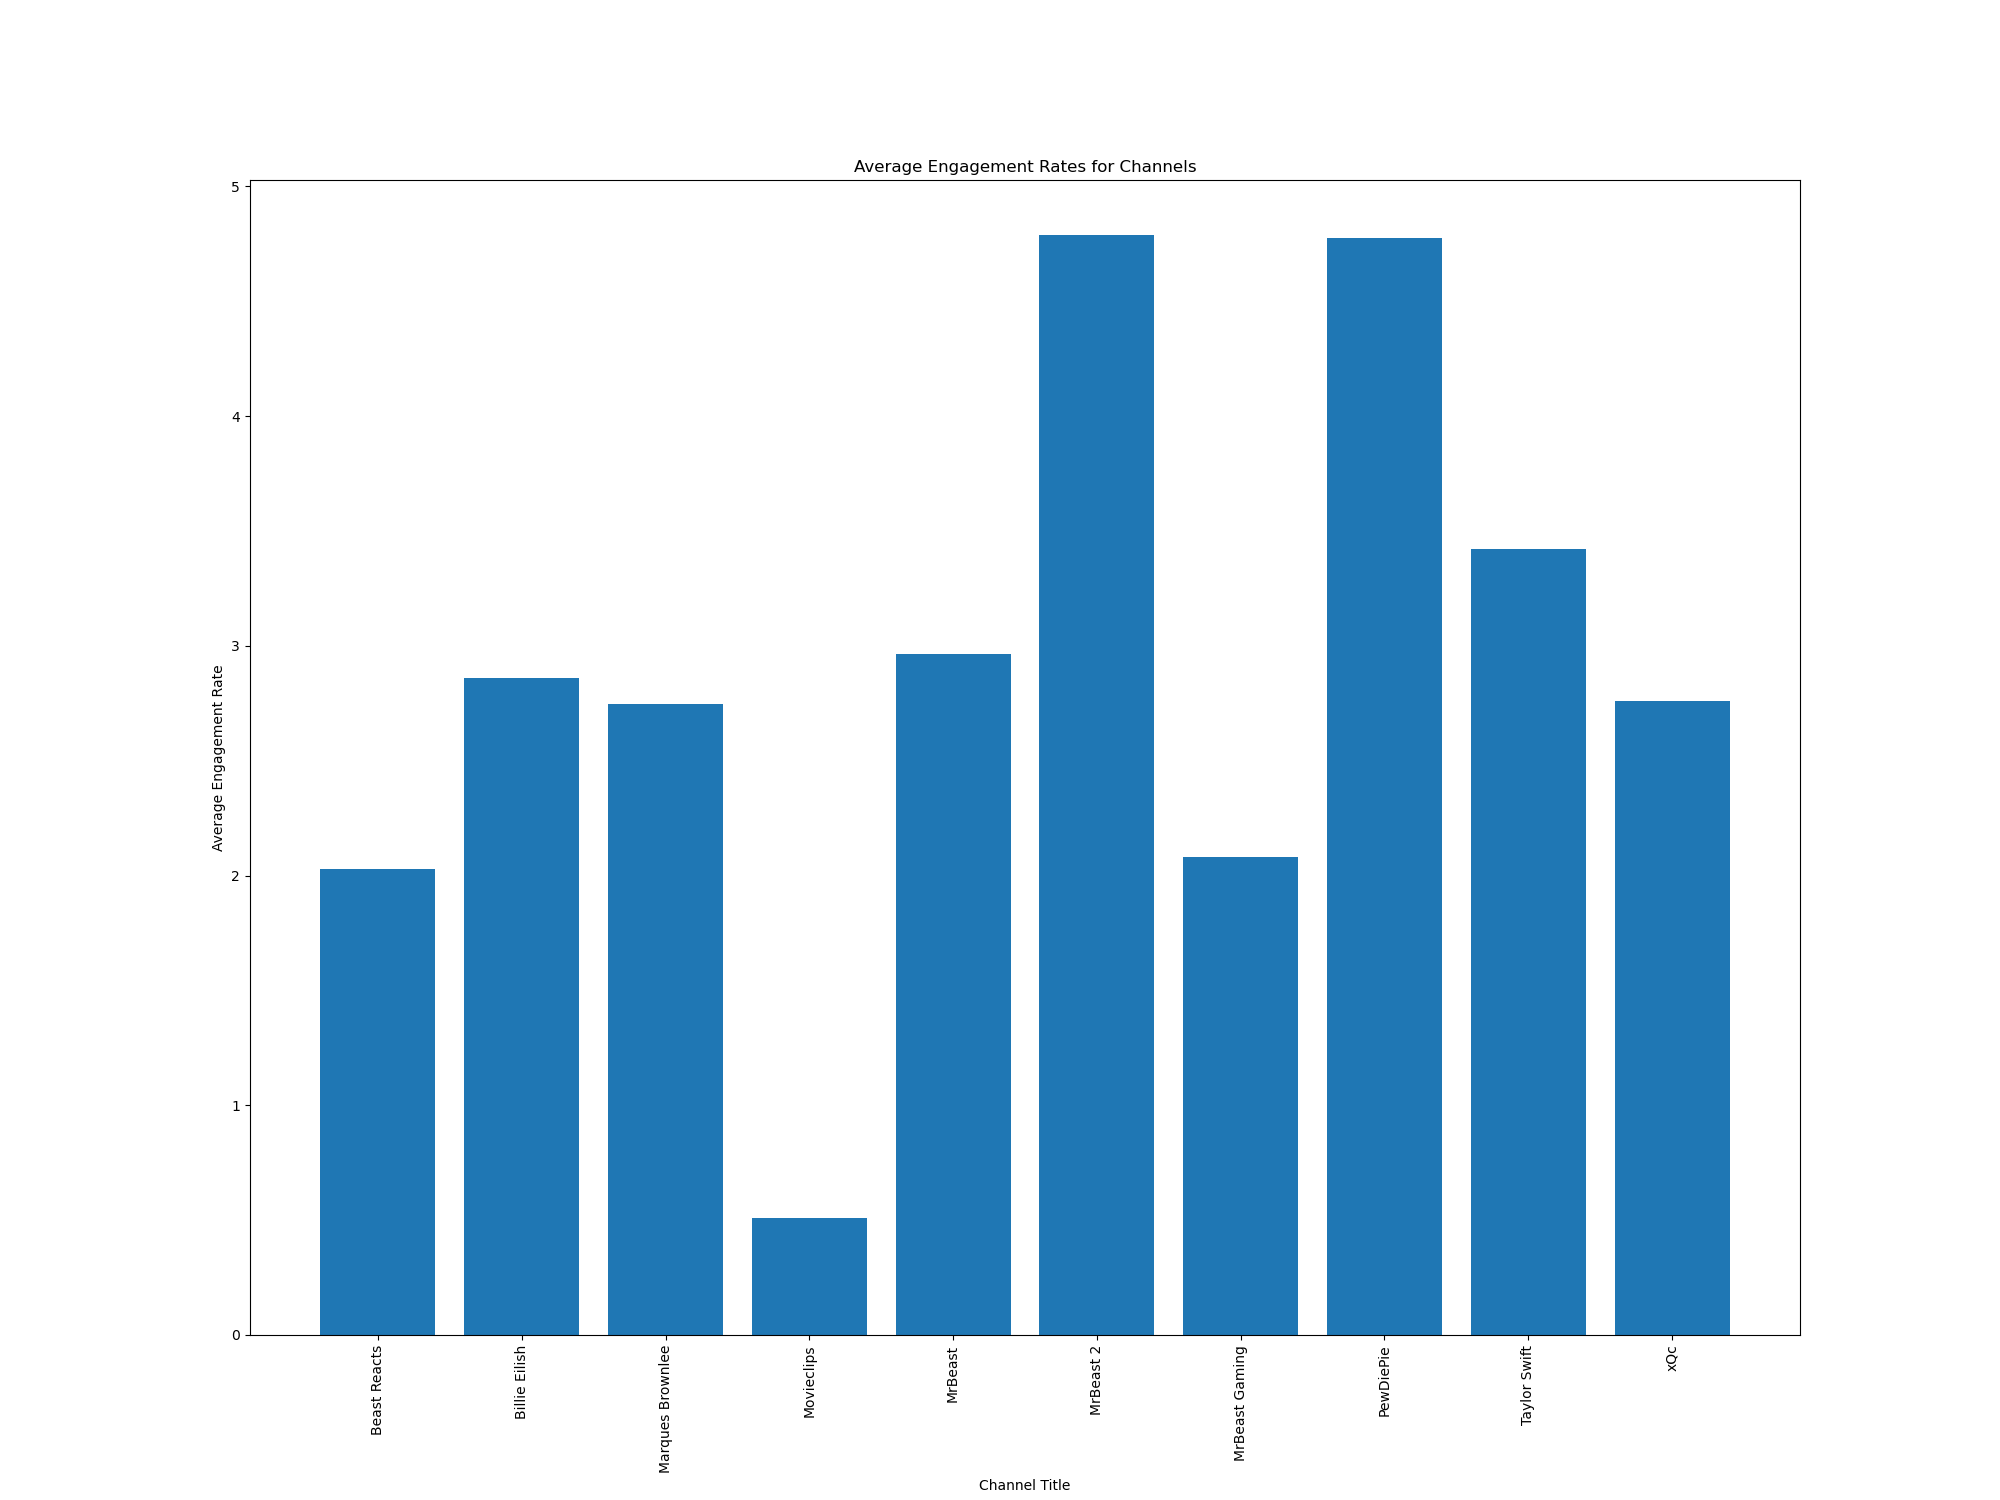 Average Engagement Rates for Channels
5
4
3
2
1
0
Average Engagement Rate
Beast Reacts
Billie Eilish
Marques Brownlee
Movieclips
MrBeast
MrBeast 2
MrBeast Gaming
PewDiePie
Taylor Swift
xQc
Channel Title